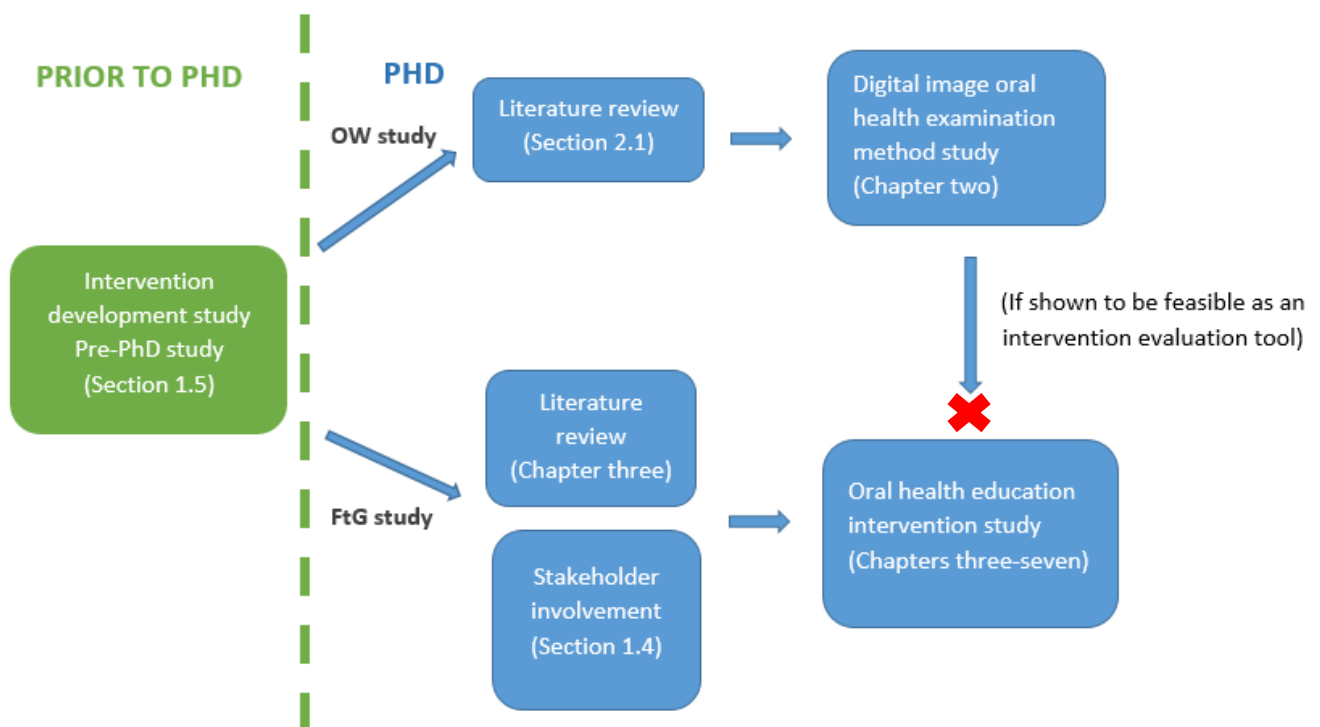 PRIOR TO PHD
PHD
OW study
Literature review
(Section 2.1)
Digital image oral
health examination
method study
(Chapter two)
Intervention
development study
Pre-PhD study
(Section 1.5)
(If shown to be feasible as an
intervention evaluation tool)
FtG study
Literature
review
(Chapter three)
Stakeholder
involvement
(Section 1.4)
Oral health education
intervention study
(Chapters three-seven)